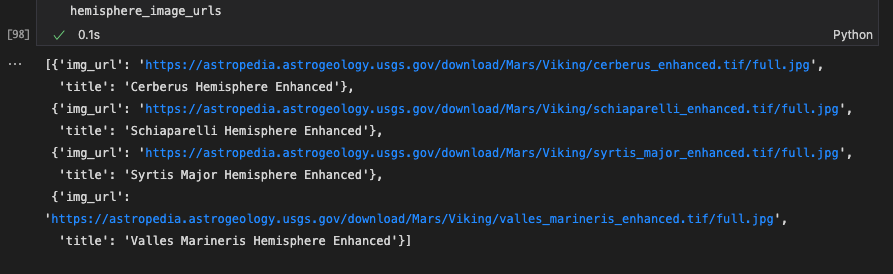 hemisphere_image_urls
[98] ✓ 0.1s Python
... [{'img_url': 'https://astropedia.astrogeology.usgs.gov/download/Mars/Viking/cerberus_enhanced.tif/full.jpg',
'title': 'Cerberus Hemisphere Enhanced'},
{'img_url': 'https://astropedia.astrogeology.usgs.gov/download/Mars/Viking/schiaparelli_enhanced.tif/full.jpg',
'title': 'Schiaparelli Hemisphere Enhanced'},
{'img_url': 'https://astropedia.astrogeology.usgs.gov/download/Mars/Viking/syrtis_major_enhanced.tif/full.jpg',
'title': 'Syrtis Major Hemisphere Enhanced'},
{'img_url':
'https://astropedia.astrogeology.usgs.gov/download/Mars/Viking/valles_marineris_enhanced.tif/full.jpg',
'title': 'Valles Marineris Hemisphere Enhanced'}]